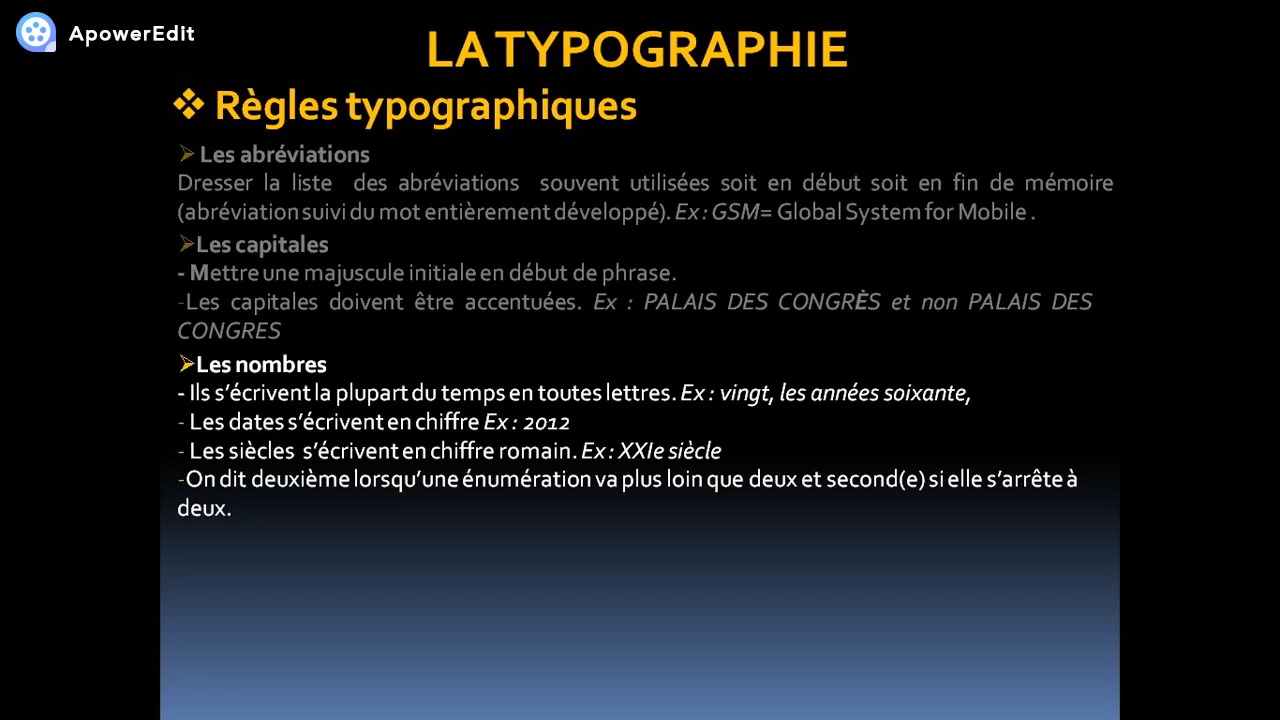 ApowerEdit
LA TYPOGRAPHIE
❖ Règles typographiques
➢ Les abréviations
Dresser la liste des abréviations souvent utilisées soit en début soit en fin de mémoire
(abréviation suivi du mot entièrement développé). Ex : GSM= Global System for Mobile .
➢Les capitales
- Mettre une majuscule initiale en début de phrase.
-Les capitales doivent être accentuées. Ex : PALAIS DES CONGRÈS et non PALAIS DES
CONGRES
➢Les nombres
- Ils s’écrivent la plupart du temps en toutes lettres. Ex : vingt, les années soixante,
- Les dates s’écrivent en chiffre Ex : 2012
- Les siècles s’écrivent en chiffre romain. Ex : XXIe siècle
-On dit deuxième lorsqu’une énumération va plus loin que deux et second(e) si elle s’arrête à
deux.